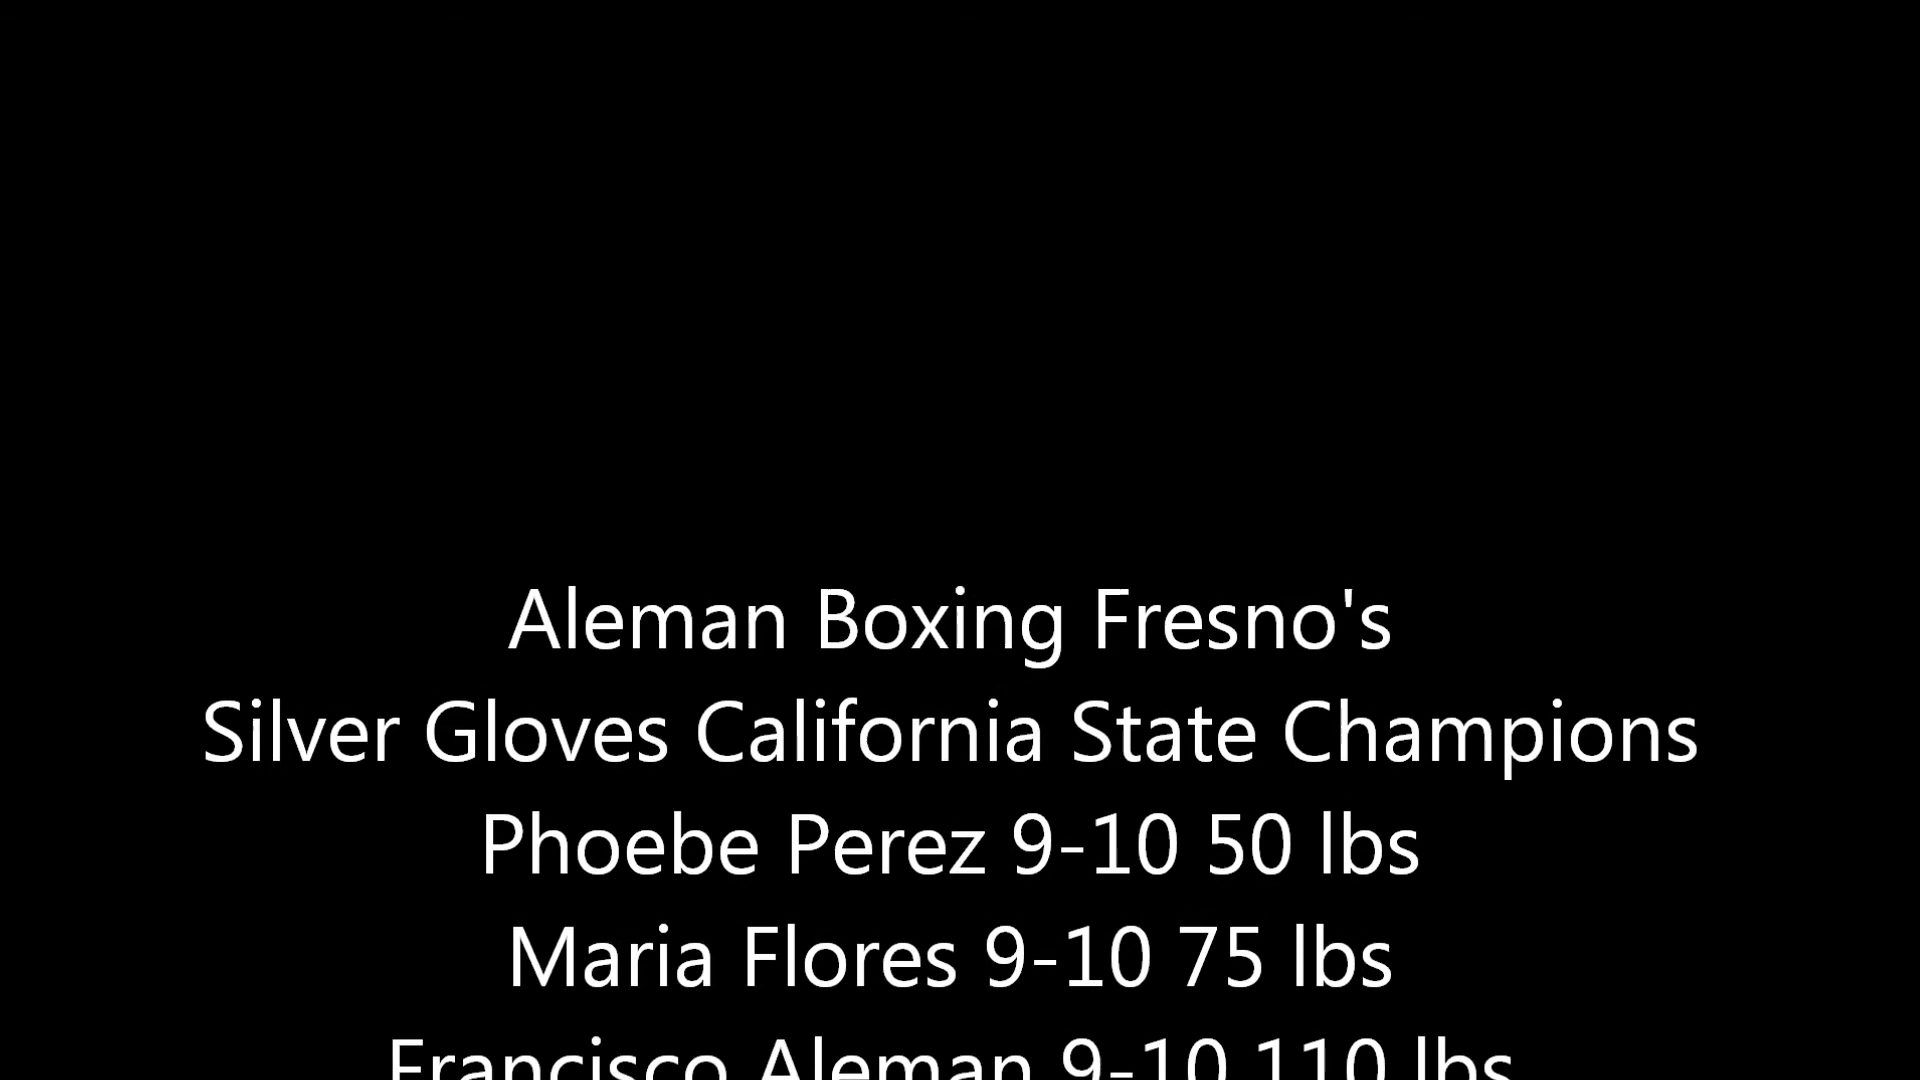 Aleman Boxing Fresno's
Silver Gloves California State Champions
Phoebe Perez 9-10 50 lbs
Maria Flores 9-10 75 lbs
Francisco Aleman 9-10 110 lbs